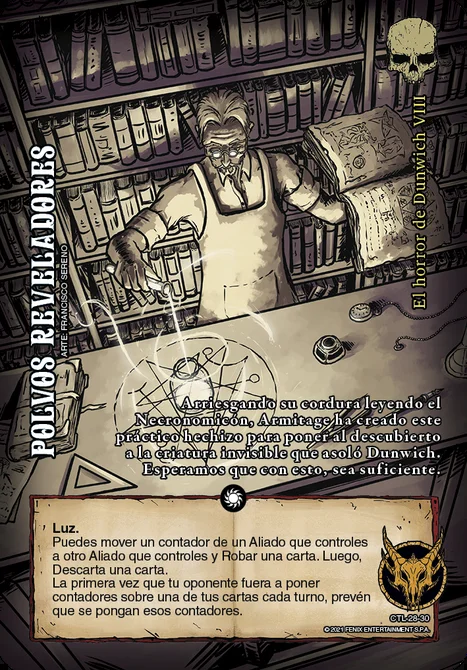 POLVOS REVELADORES
ARTE: FRANCISCO SERENO
El horror de Dunwich VIII
Arriesgando su cordura leyendo el
Necronomicón, Armitage ha creado este
práctico hechizo para poner al descubierto
a la criatura invisible que asoló Dunwich.
Esperamos que con esto, sea suficiente.
Luz.
Puedes mover un contador de un Aliado que controles
a otro Aliado que controles y Robar una carta. Luego,
Descarta una carta.
La primera vez que tu oponente fuera a poner
contadores sobre una de tus cartas cada turno, prevén
que se pongan esos contadores.
CTL-28-30
© 2021 FENIX ENTERTAINMENT S.P.A.